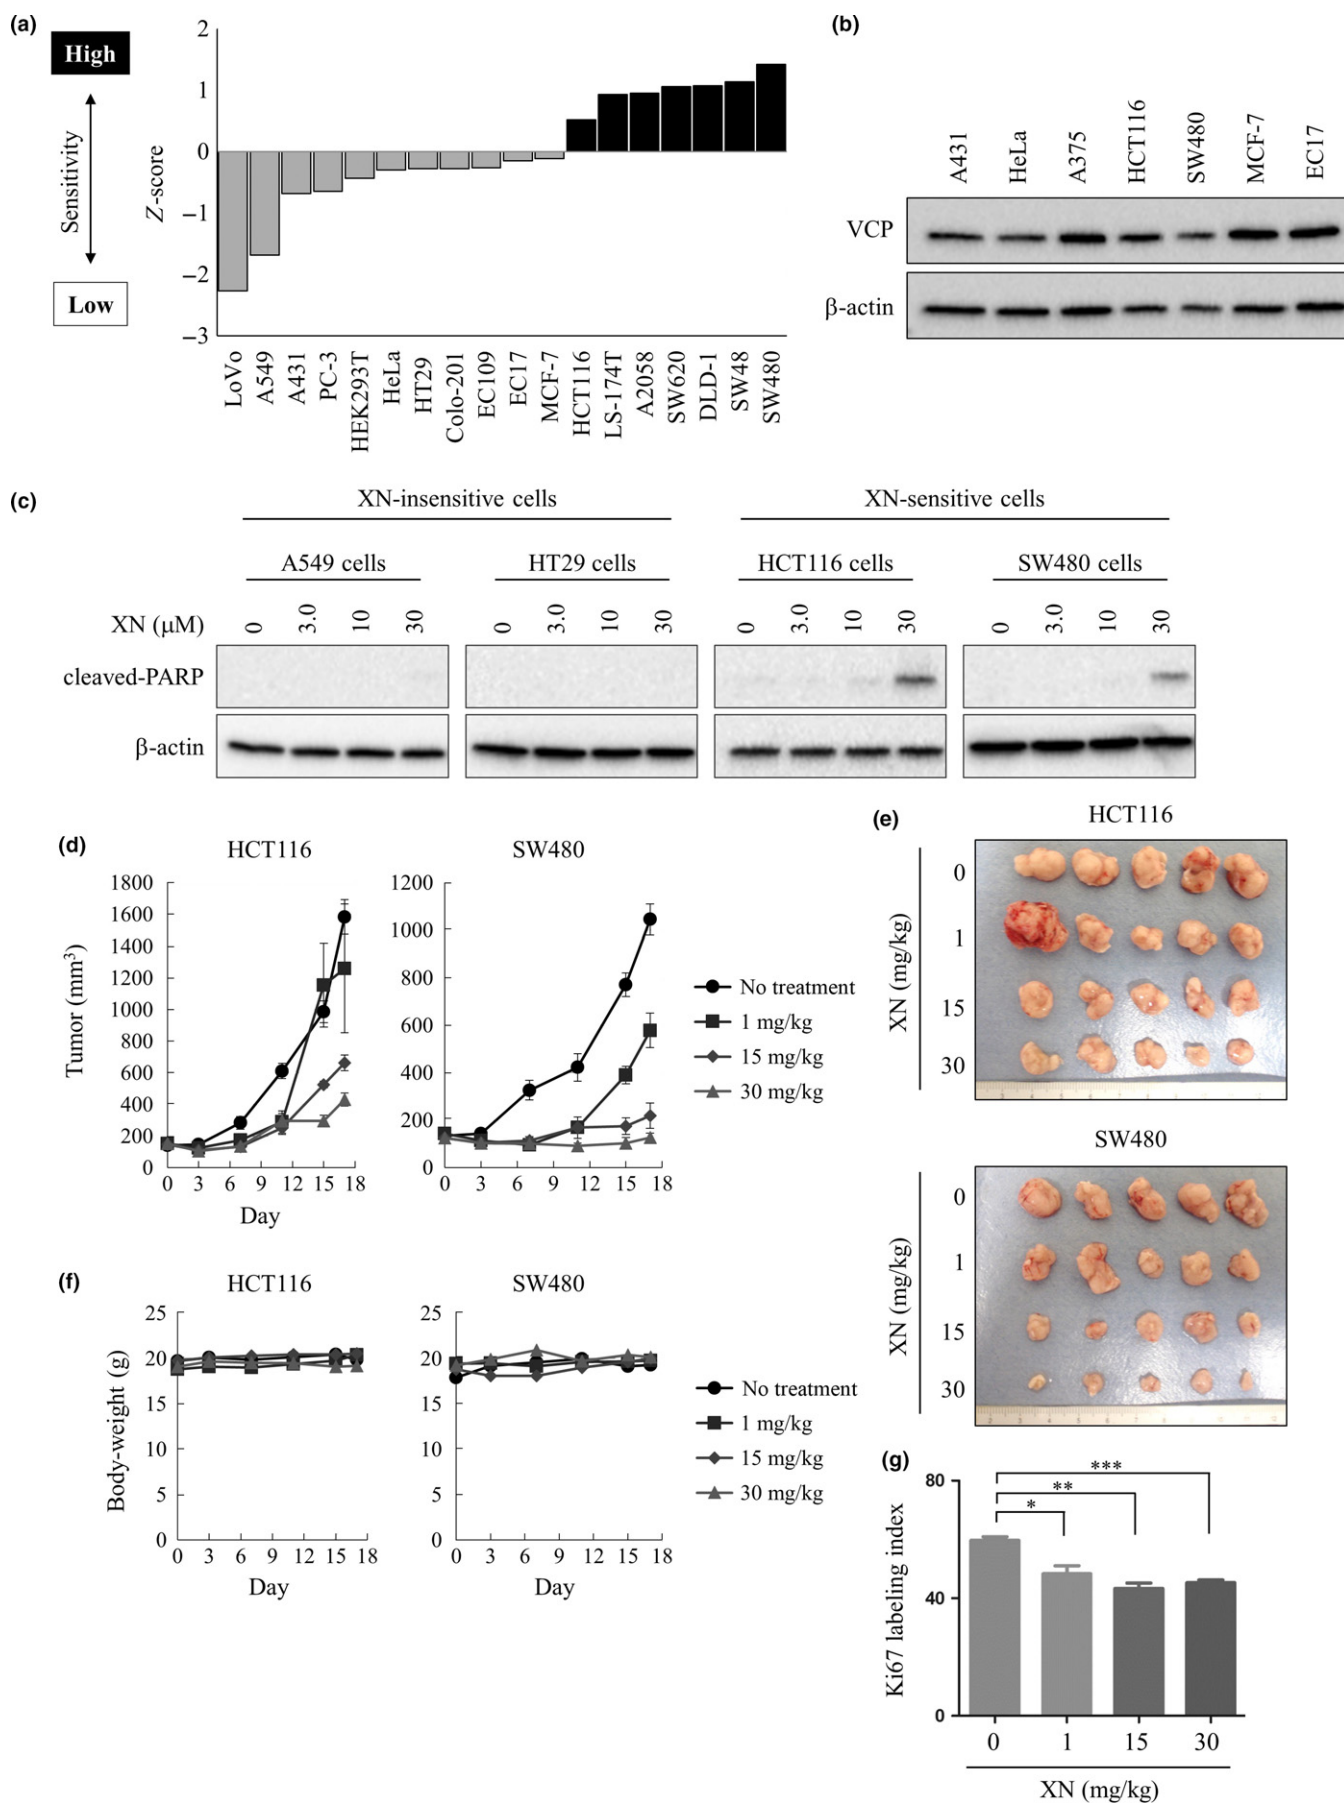 (a)
High
Sensitivity
Low
Z-score
2
1
0
−1
−2
−3
LoVo
A549
A431
PC-3
HEK293T
HeLa
HT29
Colo-201
EC109
EC17
MCF-7
HCT116
LS-174T
A2058
SW620
DLD-1
SW48
SW480
(b)
A431
HeLa
A375
HCT116
SW480
MCF-7
EC17
VCP
β-actin
(c)
XN-insensitive cells
XN-sensitive cells
A549 cells
HT29 cells
HCT116 cells
SW480 cells
XN (μM)
0 3.0 10 30
0 3.0 10 30
0 3.0 10 30
0 3.0 10 30
cleaved-PARP
β-actin
(d)
HCT116
Tumor (mm³)
1800
1600
1400
1200
1000
800
600
400
200
0
0 3 6 9 12 15 18
Day
SW480
1200
1000
800
600
400
200
0
0 3 6 9 12 15 18
No treatment
1 mg/kg
15 mg/kg
30 mg/kg
(e)
HCT116
XN (mg/kg)
0
1
15
30
SW480
XN (mg/kg)
0
1
15
30
(f)
HCT116
Body-weight (g)
25
20
15
10
5
0
0 3 6 9 12 15 18
Day
SW480
25
20
15
10
5
0
0 3 6 9 12 15 18
Day
No treatment
1 mg/kg
15 mg/kg
30 mg/kg
(g)
Ki67 labeling index
80
40
0
***
**
*
0 1 15 30
XN (mg/kg)